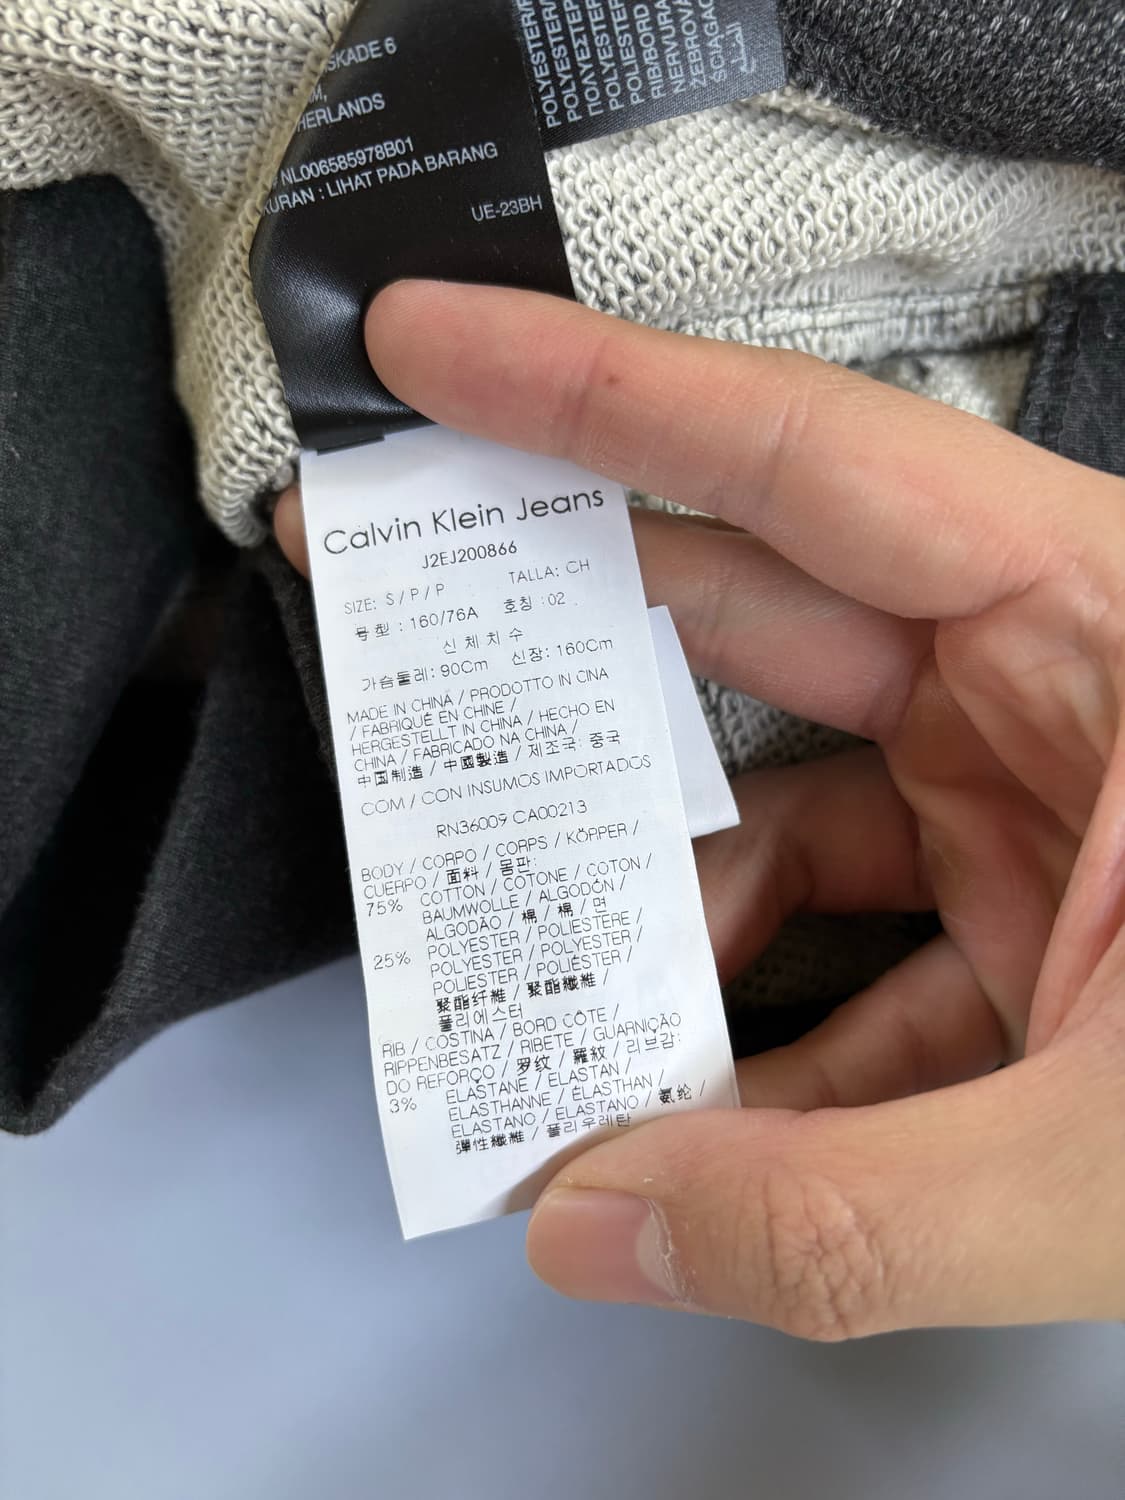 SKADE 6
HERLANDS
NL006585978B01
: LIHAT PADA BARANG
UE-23BH
POLYESTER
POLYESTER
POLIESTER
RIB/BORD
NERVURA
Calvin Klein Jeans
J2EJ200866
SIZE: S / P / P TALLA: CH
号型 : 160/76A 호칭 : 02
신 체 치 수
가슴둘레: 90Cm 신장: 160Cm
MADE IN CHINA / PRODOTTO IN CINA
/ FABRIQUÉ EN CHINE /
HERGESTELLT IN CHINA / HECHO EN
CHINA / FABRICADO NA CHINA /
中国制造 / 中國製造 / 제조국: 중국
COM / CON INSUMOS IMPORTADOS
RN36009 CA00213
BODY / CORPO / CORPS / KÖRPER /
CUERPO / 面料 / 몸판:
75% COTTON / COTONE / COTON /
BAUMWOLLE / ALGODÓN /
ALGODÃO / 棉 / 棉 / 면
25% POLYESTER / POLIESTERE /
POLYESTER / POLYESTER /
POLIESTER / POLIÉSTER /
聚酯纤维 / 聚酯纖維 /
폴리에스터
RIB / COSTINA / BORD CÔTE /
RIPPENBESATZ / RIBETE / GUARNIÇÃO
DO REFORÇO / 罗纹 / 羅紋 / 리브감:
3% ELASTANE / ELASTAN /
ELASTHANNE / ÉLASTHAN /
ELASTANO / ELASTANO / 氨纶 /
彈性纖維 / 폴리우레탄